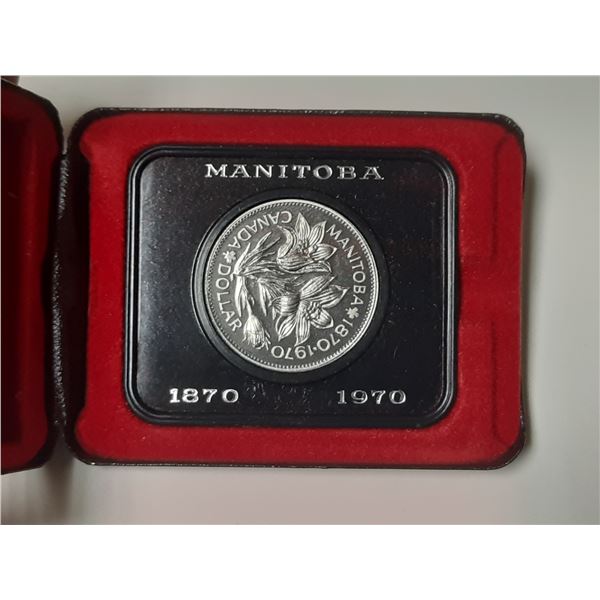 MANITOBA
MANITOBA 1870-1970
CANADA DOLLAR
1870 1970